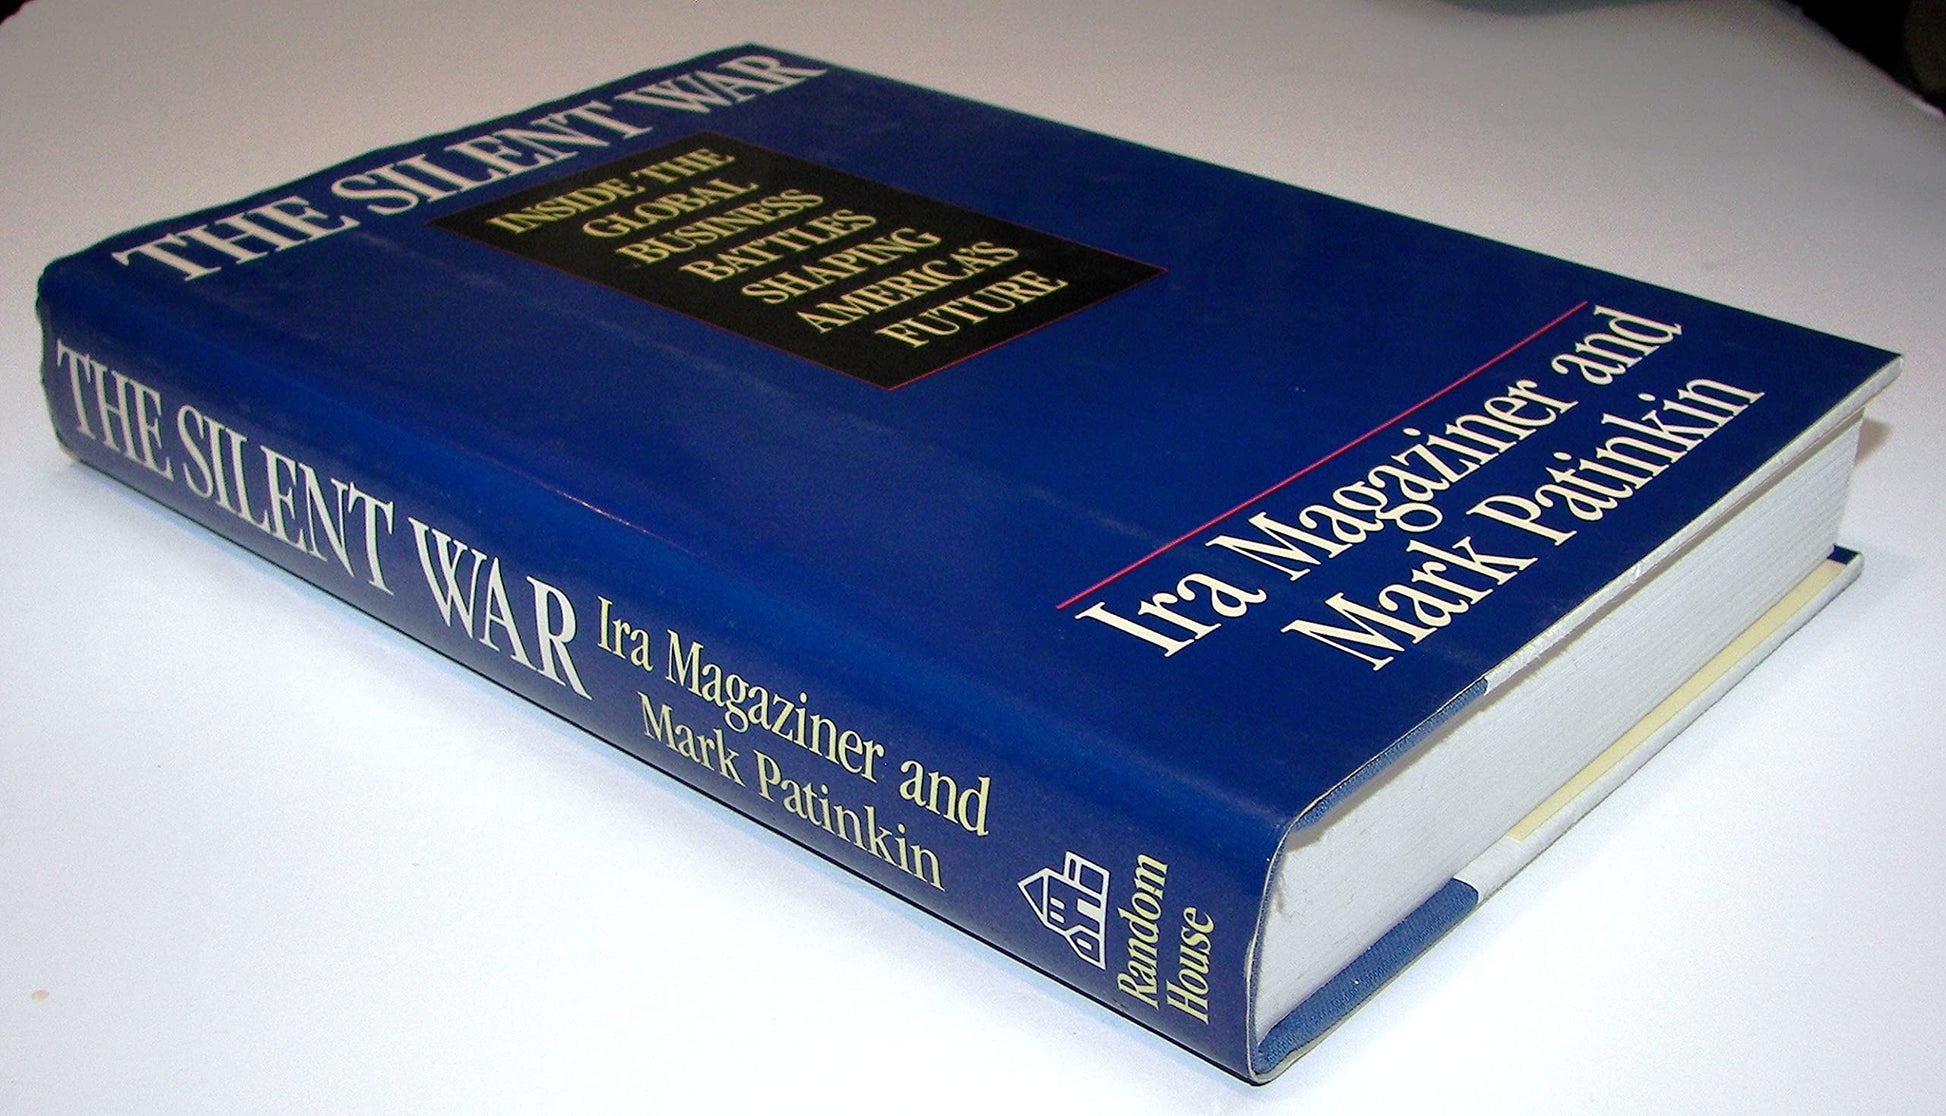 THE SILENT WAR
INSIDE THE
GLOBAL
BUSINESS
BATTLES
SHAPING
AMERICA'S
FUTURE
Ira Magaziner and
Mark Patinkin
THE SILENT WAR
Ira Magaziner and
Mark Patinkin
Random
House